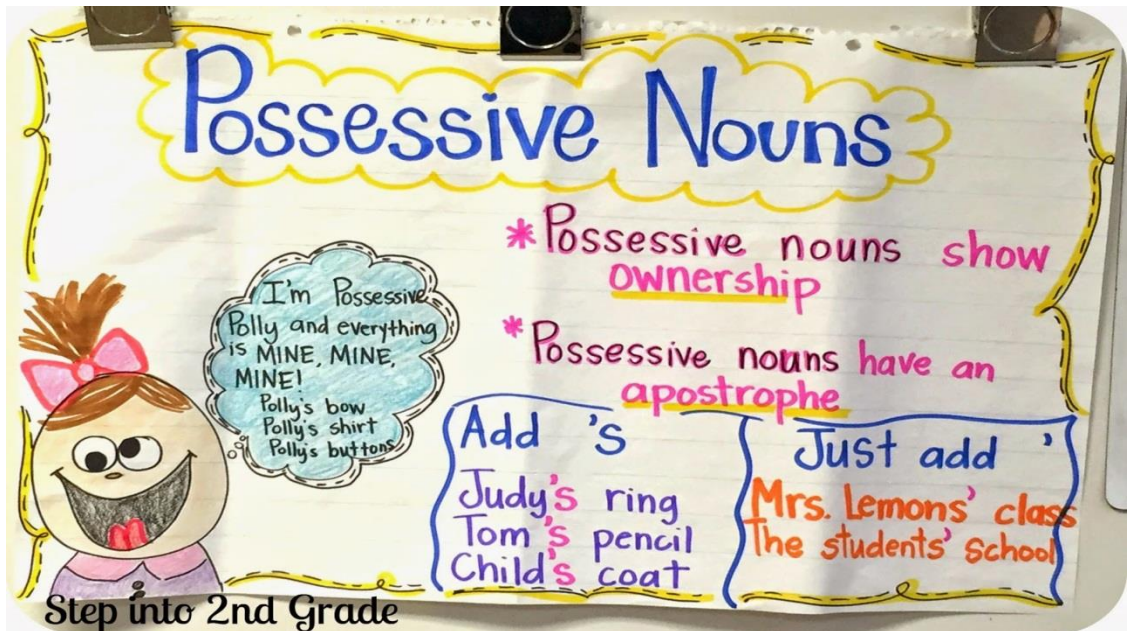 Possessive Nouns
*Possessive nouns show
ownership
*Possessive nouns have an
apostrophe
I'm Possessive
Polly and everything
is MINE, MINE,
MINE!
Polly's bow
Polly's shirt
Polly's buttons
Add 's
Judy's ring
Tom's pencil
Child's coat
Just add '
Mrs. Lemons' class
The students' school
Step into 2nd Grade